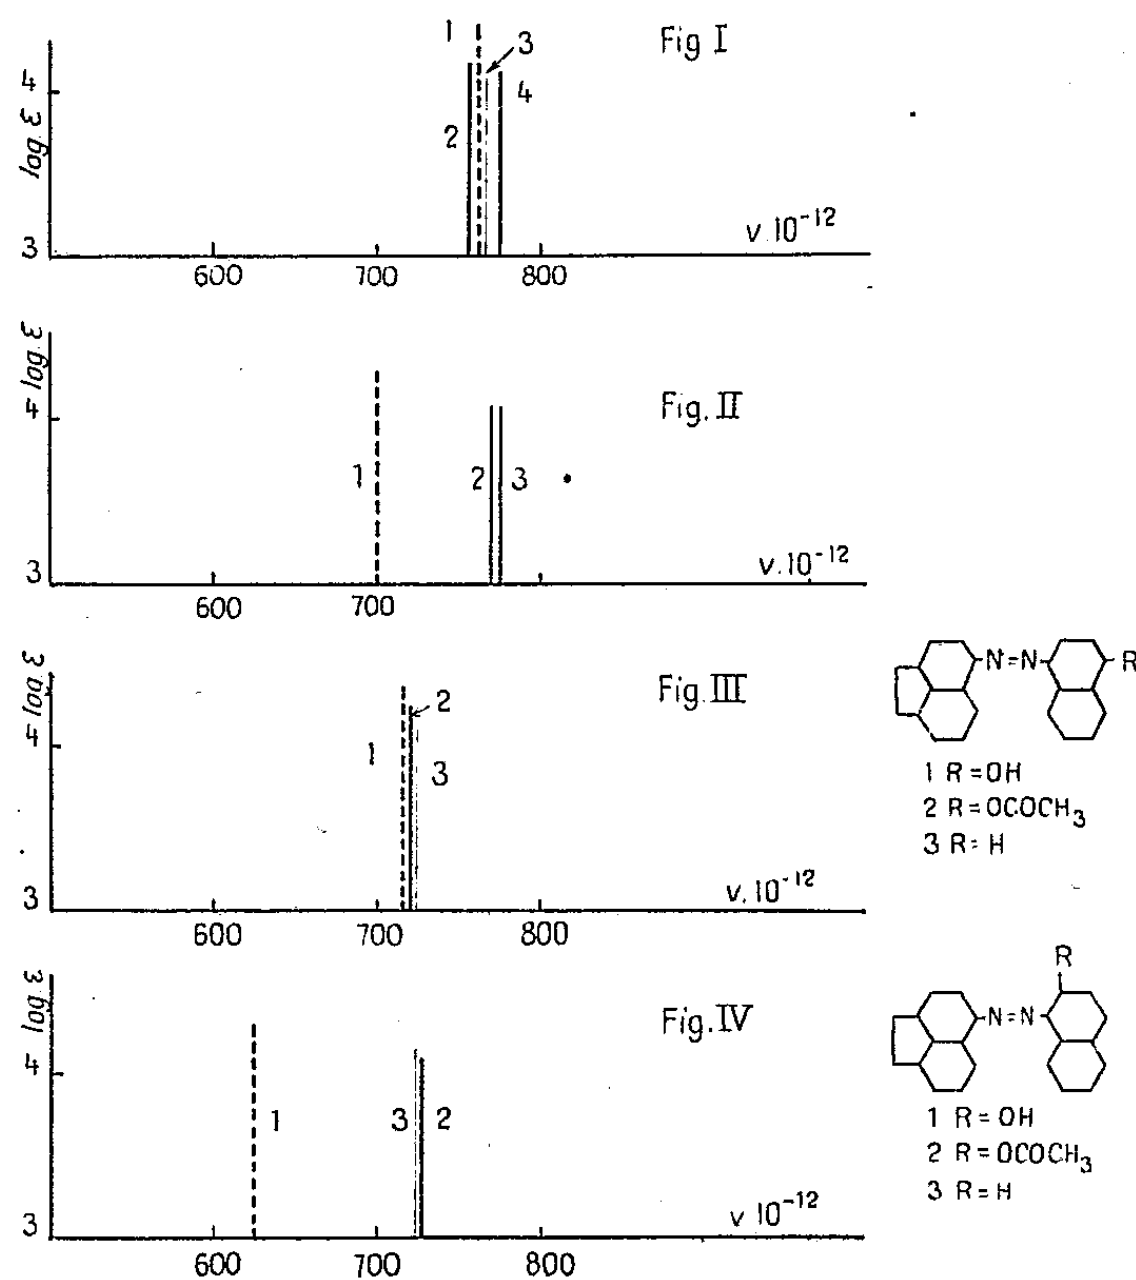 Fig I
1
3
4
4
2
log ε
3
ν.10⁻¹²
600 700 800
log. ε
Fig. II
4
1
2 3
3
ν.10⁻¹²
600 700
log. ε
Fig. III
2
4
1
3
3
ν.10⁻¹²
600 700 800
N=N
R
1 R=OH
2 R=OCOCH₃
3 R=H
log. ε
Fig. IV
4
1
3 2
3
ν 10⁻¹²
600 700 800
R
N=N
1 R=OH
2 R=OCOCH₃
3 R=H